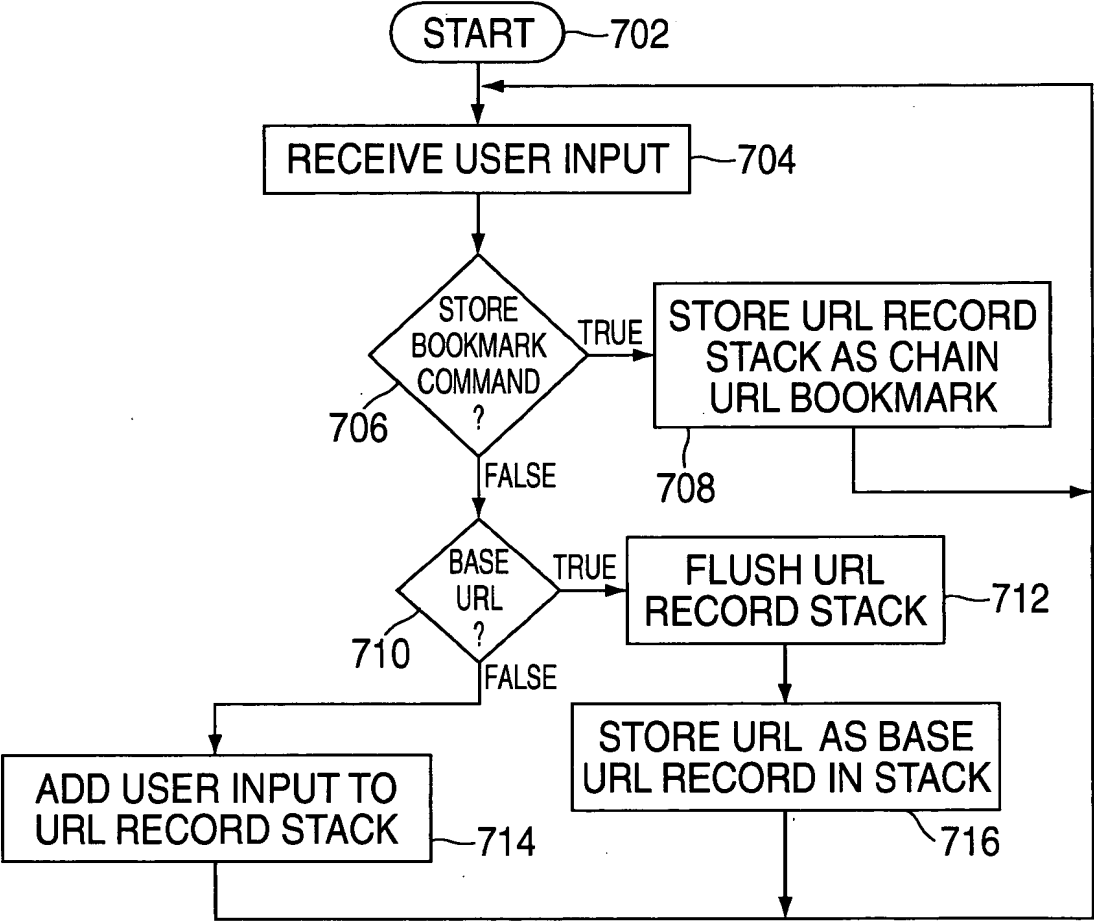 START
702
RECEIVE USER INPUT
704
STORE
BOOKMARK
COMMAND
?
706
TRUE
STORE URL RECORD
STACK AS CHAIN
URL BOOKMARK
708
FALSE
BASE
URL
?
710
TRUE
FLUSH URL
RECORD STACK
712
FALSE
STORE URL AS BASE
URL RECORD IN STACK
716
ADD USER INPUT TO
URL RECORD STACK
714